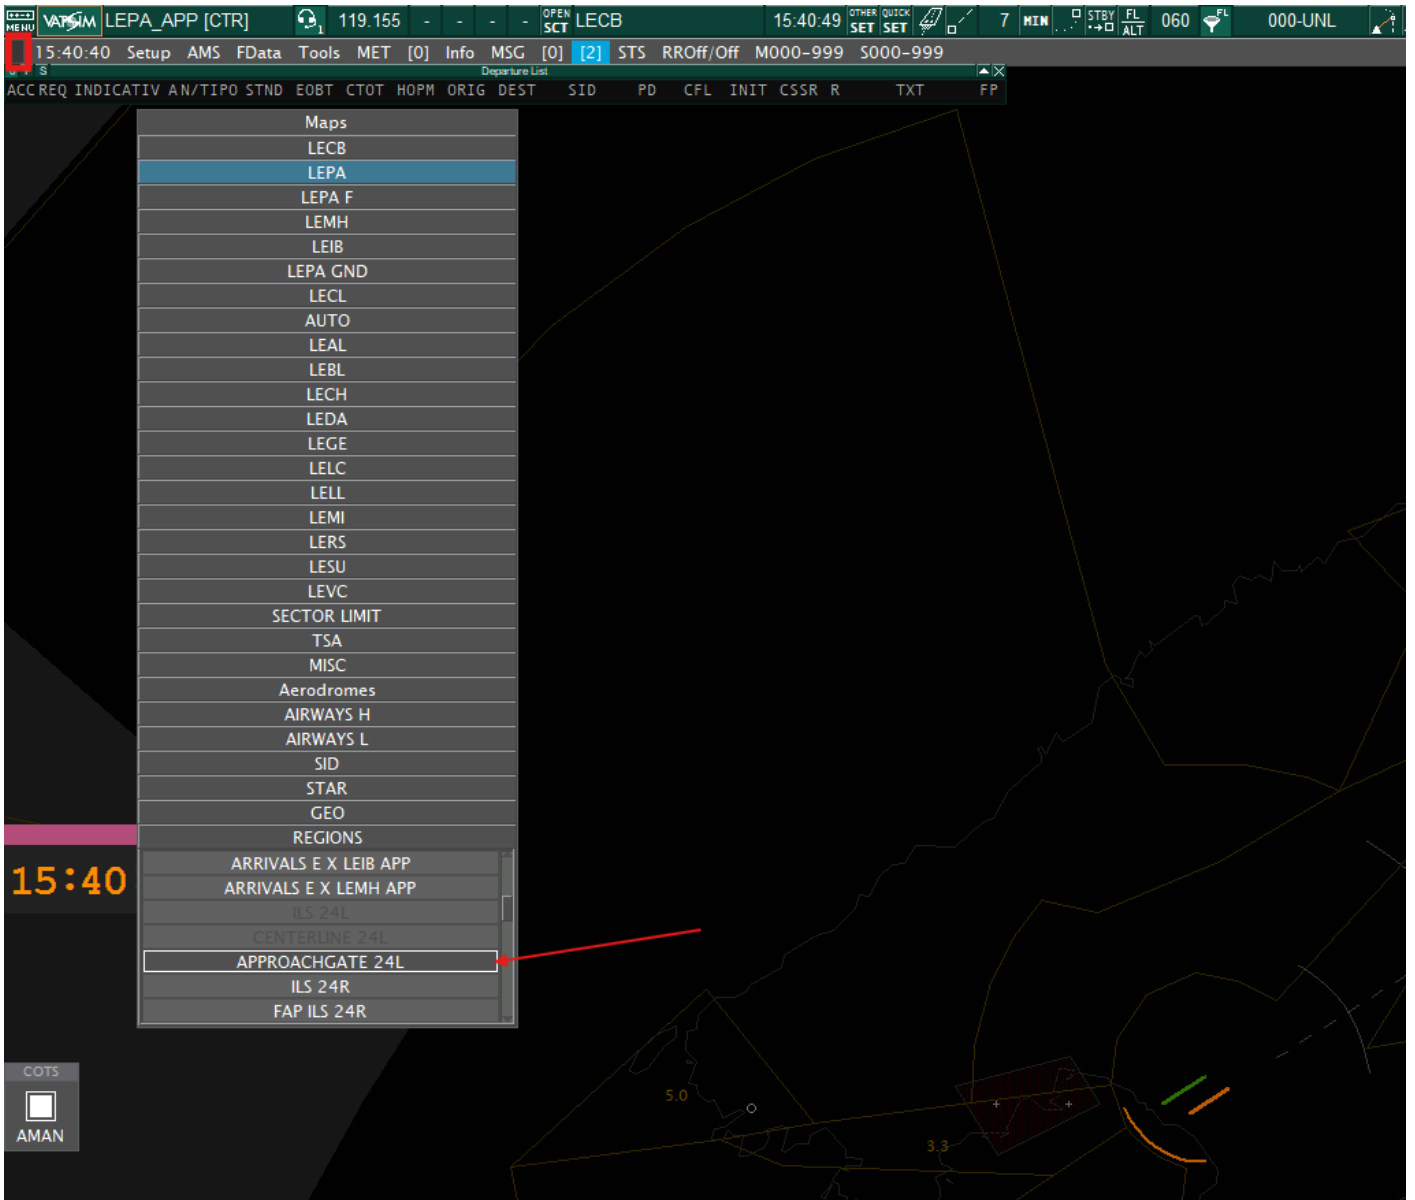 MENU VATSIM LEPA_APP [CTR] 1 119.155 - - - - OPEN SCT LECB 15:40:49 OTHER SET QUICK SET 7 MIN STBY FL ALT 060 FL 000-UNL
15:40:40 Setup AMS FData Tools MET [0] Info MSG [0] [2] STS RROff/Off M000-999 S000-999
S Departure List
ACC REQ INDICATIV AN/TIPO STND EOBT CTOT HOPM ORIG DEST SID PD CFL INIT CSSR R TXT FP
Maps
LECB
LEPA
LEPA F
LEMH
LEIB
LEPA GND
LECL
AUTO
LEAL
LEBL
LECH
LEDA
LEGE
LELC
LELL
LEMI
LERS
LESU
LEVC
SECTOR LIMIT
TSA
MISC
Aerodromes
AIRWAYS H
AIRWAYS L
SID
STAR
GEO
REGIONS
ARRIVALS E X LEIB APP
ARRIVALS E X LEMH APP
ILS 24L
CENTERLINE 24L
APPROACHGATE 24L
ILS 24R
FAP ILS 24R
15:40
COTS
AMAN
5.0
3.3